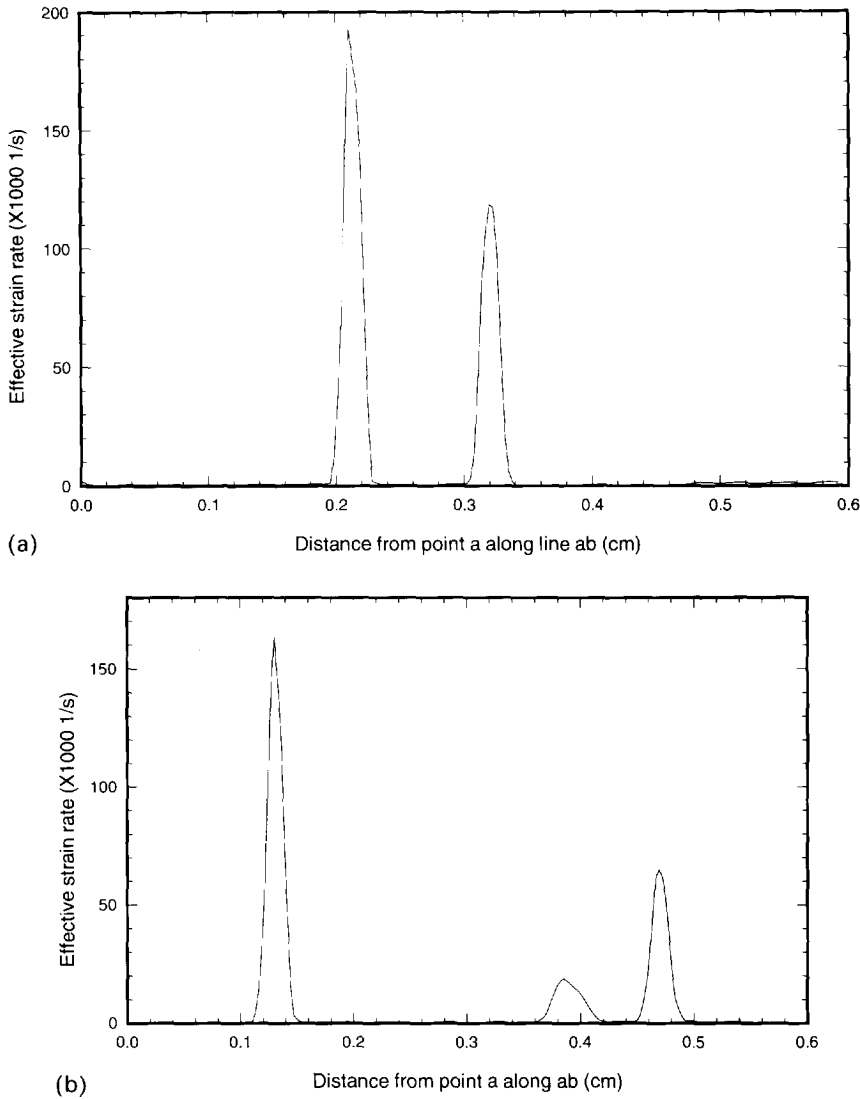 200
150
100
50
0
Effective strain rate (X1000 1/s)
0.0 0.1 0.2 0.3 0.4 0.5 0.6
(a)
Distance from point a along line ab (cm)
150
100
50
0
Effective strain rate (X1000 1/s)
0.0 0.1 0.2 0.3 0.4 0.5 0.6
(b)
Distance from point a along ab (cm)